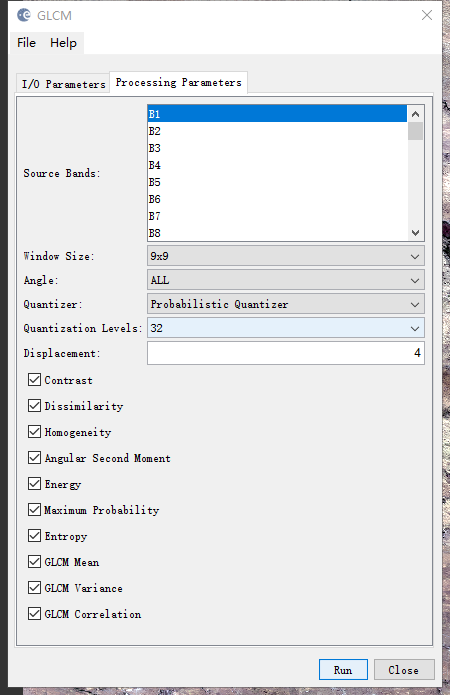 GLCM
File Help
I/O Parameters Processing Parameters
Source Bands:
B1
B2
B3
B4
B5
B6
B7
B8
Window Size: 9x9
Angle: ALL
Quantizer: Probabilistic Quantizer
Quantization Levels: 32
Displacement: 4
Contrast
Dissimilarity
Homogeneity
Angular Second Moment
Energy
Maximum Probability
Entropy
GLCM Mean
GLCM Variance
GLCM Correlation
Run Close